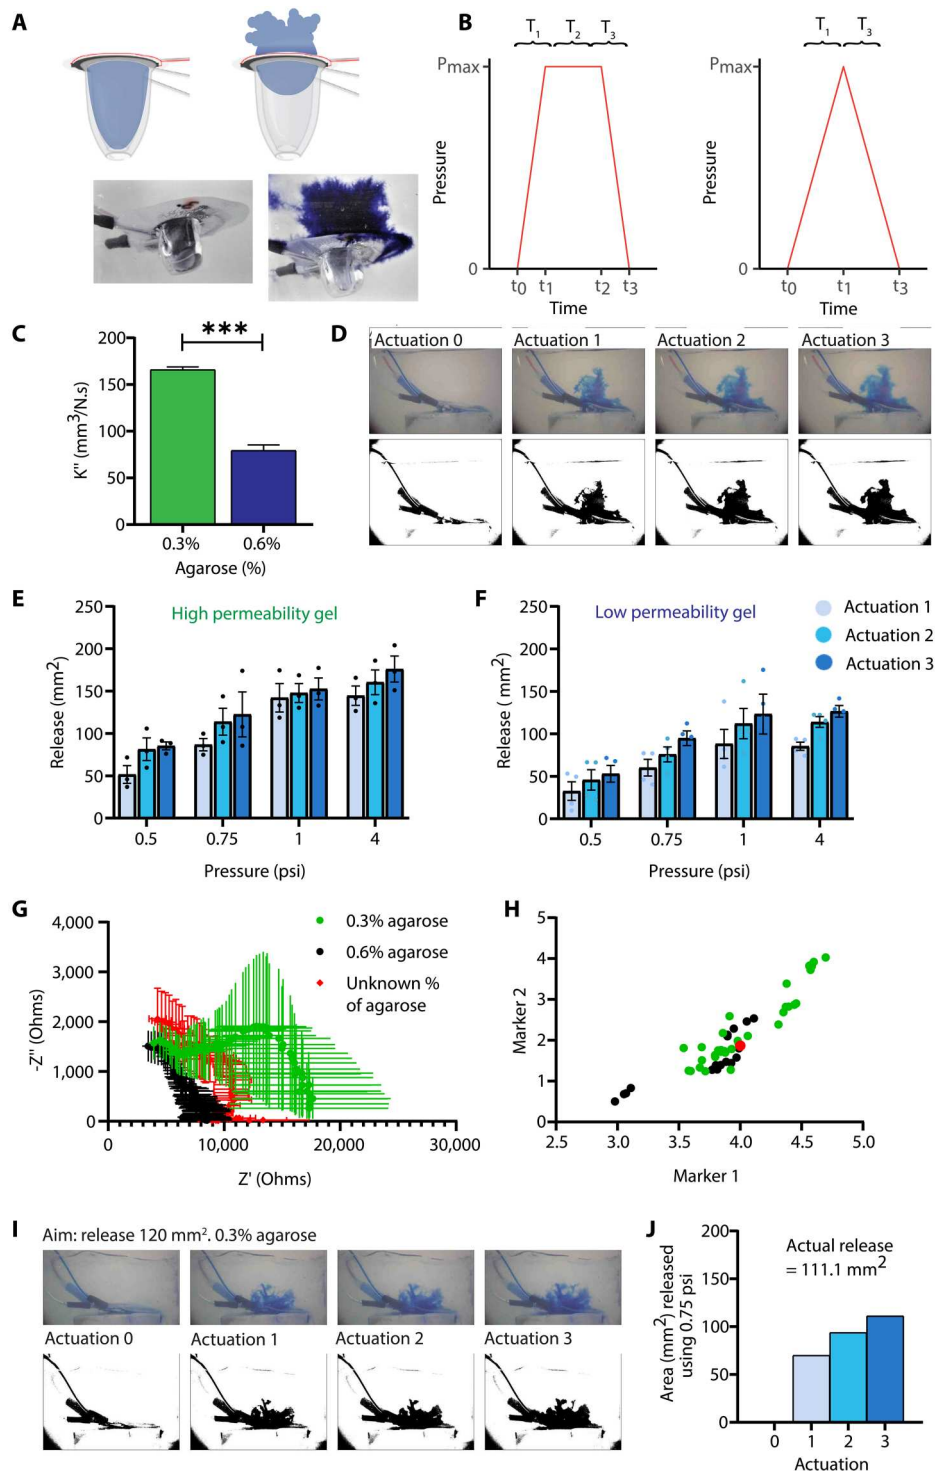 A
B
T1
T2
T3
Pmax
Pressure
0
t0
t1
t2
t3
Time
T1
T3
Pmax
Pressure
0
t0
t1
t3
Time
C
***
200
150
100
50
0
K" (mm3/N.s)
0.3%
0.6%
Agarose (%)
D
Actuation 0
Actuation 1
Actuation 2
Actuation 3
E
High permeability gel
250
200
150
100
50
0
Release (mm2)
0.5
0.75
1
4
Pressure (psi)
F
Low permeability gel
250
200
150
100
50
0
Release ( mm2)
0.5
0.75
1
4
Pressure (psi)
Actuation 1
Actuation 2
Actuation 3
G
4,000
3,000
2,000
1,000
0
-Z'' (Ohms)
0
10,000
20,000
30,000
Z' (Ohms)
0.3% agarose
0.6% agarose
Unknown %
of agarose
H
5
4
3
2
1
0
Marker 2
2.5
3.0
3.5
4.0
4.5
5.0
Marker 1
I
Aim: release 120 mm2. 0.3% agarose
Actuation 0
Actuation 1
Actuation 2
Actuation 3
J
200
150
100
50
0
Area (mm2) released
using 0.75 psi
Actual release
= 111.1 mm2
0
1
2
3
Actuation